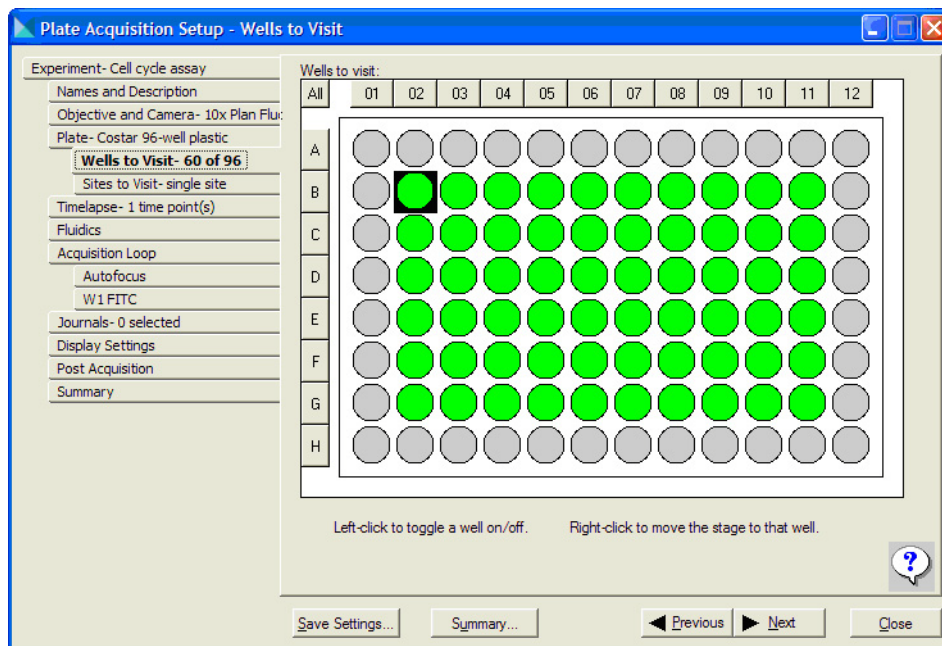 Plate Acquisition Setup - Wells to Visit
Experiment- Cell cycle assay
Names and Description
Objective and Camera- 10x Plan Fluc
Plate- Costar 96-well plastic
Wells to Visit- 60 of 96
Sites to Visit- single site
Timelapse- 1 time point(s)
Fluidics
Acquisition Loop
Autofocus
W1 FITC
Journals- 0 selected
Display Settings
Post Acquisition
Summary
Wells to visit:
All 01 02 03 04 05 06 07 08 09 10 11 12
A
B
C
D
E
F
G
H
Left-click to toggle a well on/off. Right-click to move the stage to that well.
?
Save Settings... Summary... Previous Next Close